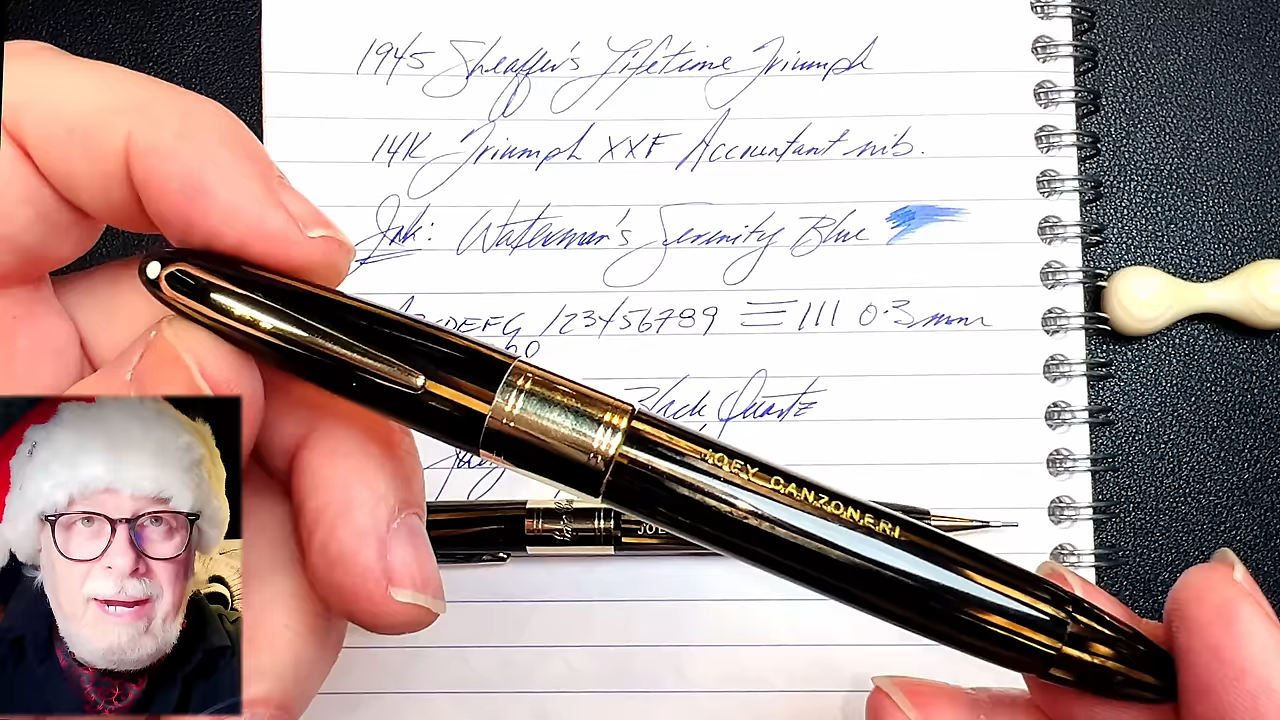 1945 Sheaffer's Lifetime Triumph
14K Triumph XXF Accountant nib.
Ink: Waterman's Serenity Blue
ABCDEFG 123456789 0.3mm
Black Quartz
JOEY CANZONERI
JOE